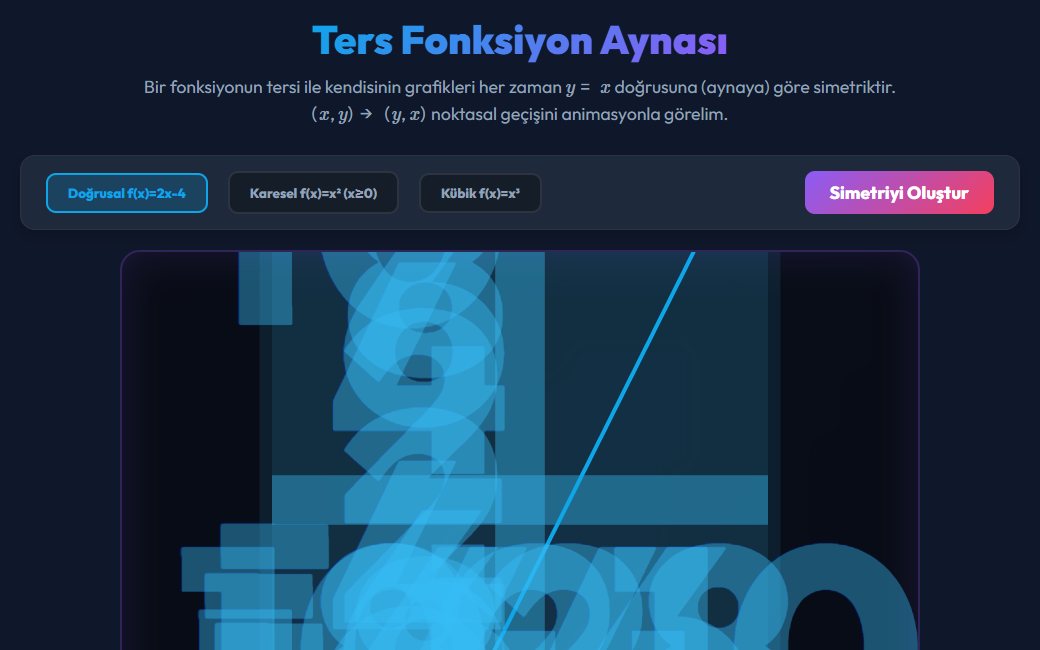 Ters Fonksiyon Aynası
Bir fonksiyonun tersi ile kendisinin grafikleri her zaman y = x doğrusuna (aynaya) göre simetriktir.
(x, y) → (y, x) noktasal geçişini animasyonla görelim.
Doğrusal f(x)=2x-4 Karesel f(x)=x² (x≥0) Kübik f(x)=x³ Simetriyi Oluştur